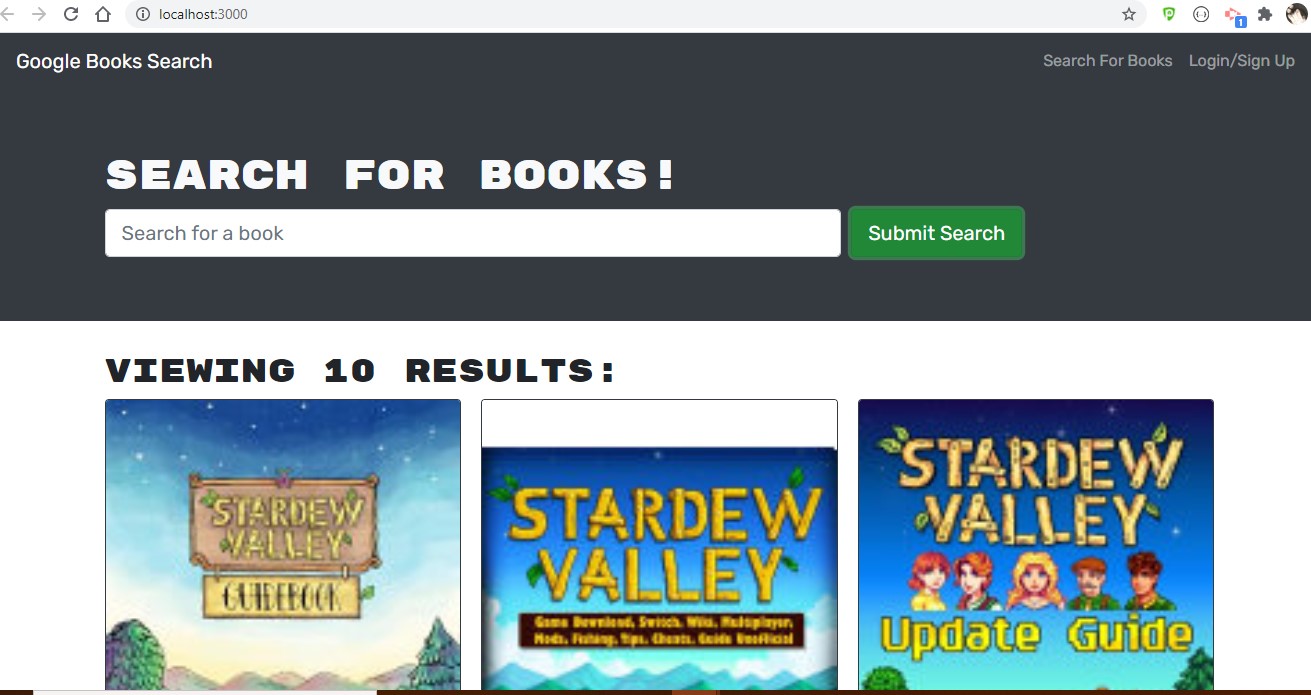 localhost:3000
1
Google Books Search
Search For Books
Login/Sign Up
SEARCH FOR BOOKS!
Search for a book
Submit Search
VIEWING 10 RESULTS:
STARDEW
VALLEY
GUIDEBOOK
STARDEW
VALLEY
Game Download, Switch, Wiki, Multiplayer,
Mods, Fishing, Tips, Cheats, Guide Unofficial
STARDEW
VALLEY
Update Guide